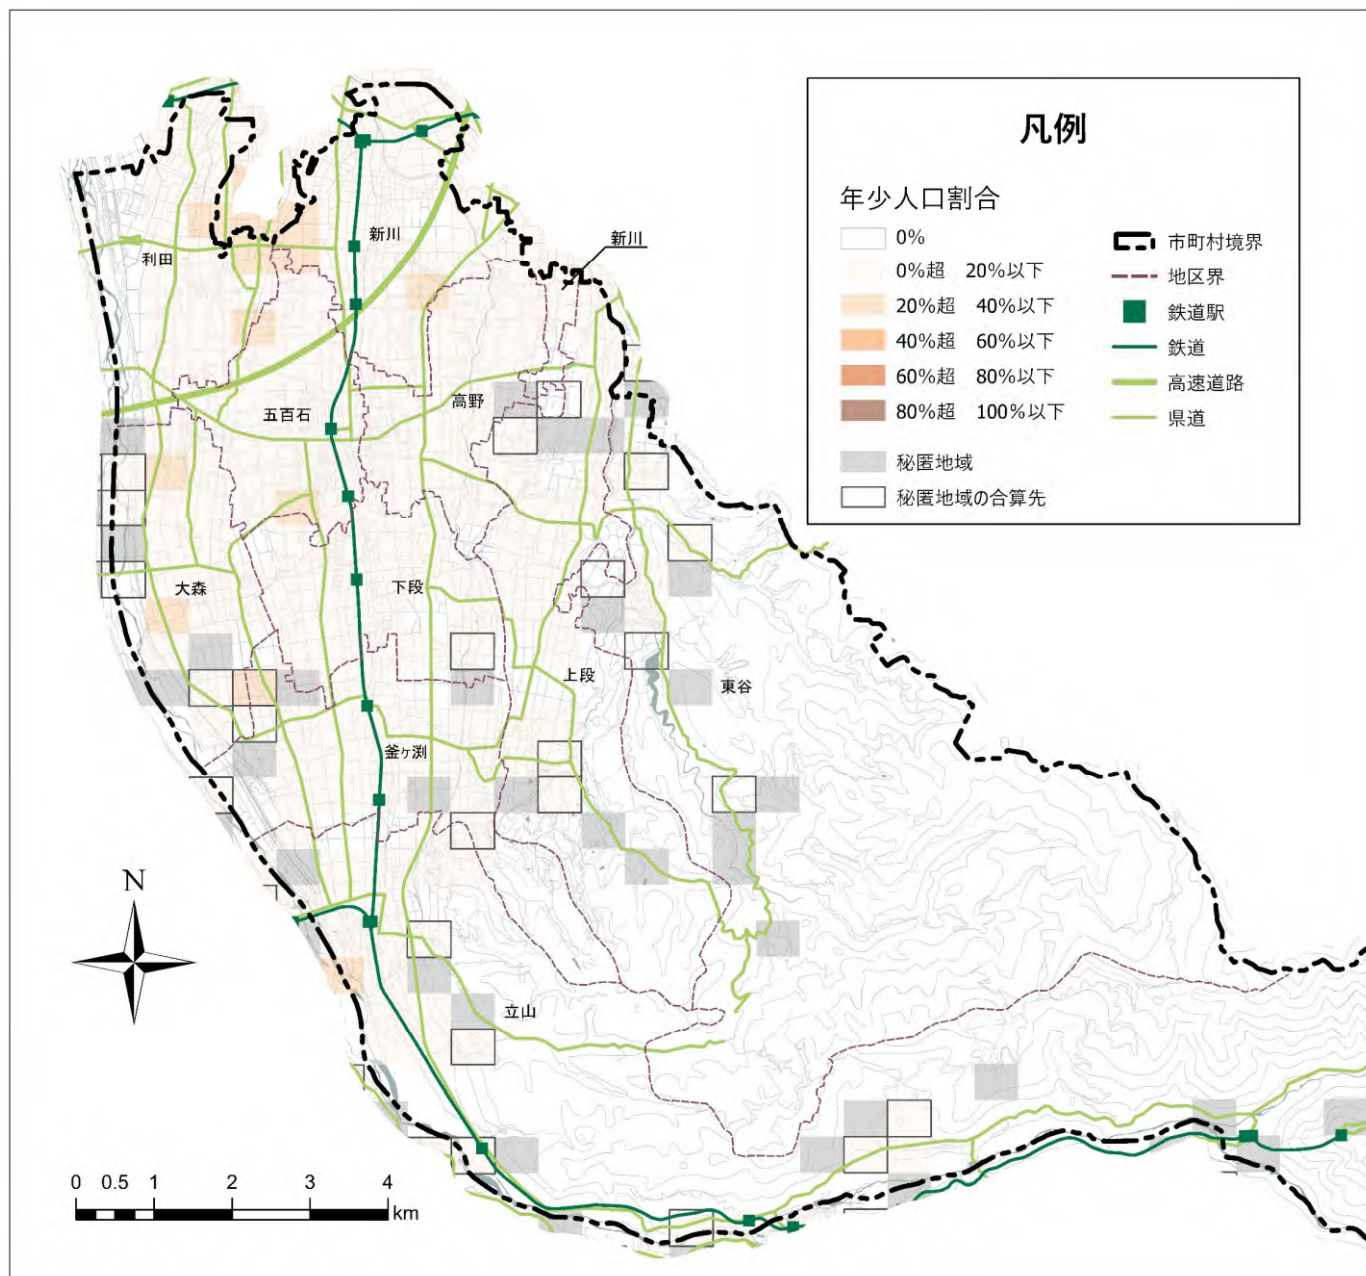 凡例
年少人口割合
0%
0%超 20%以下
20%超 40%以下
40%超 60%以下
60%超 80%以下
80%超 100%以下
秘匿地域
秘匿地域の合算先
市町村境界
地区界
鉄道駅
鉄道
高速道路
県道
新川
新川
利田
五百石
高野
大森
下段
上段
東谷
釜ヶ渕
立山
N
0 0.5 1 2 3 4
km